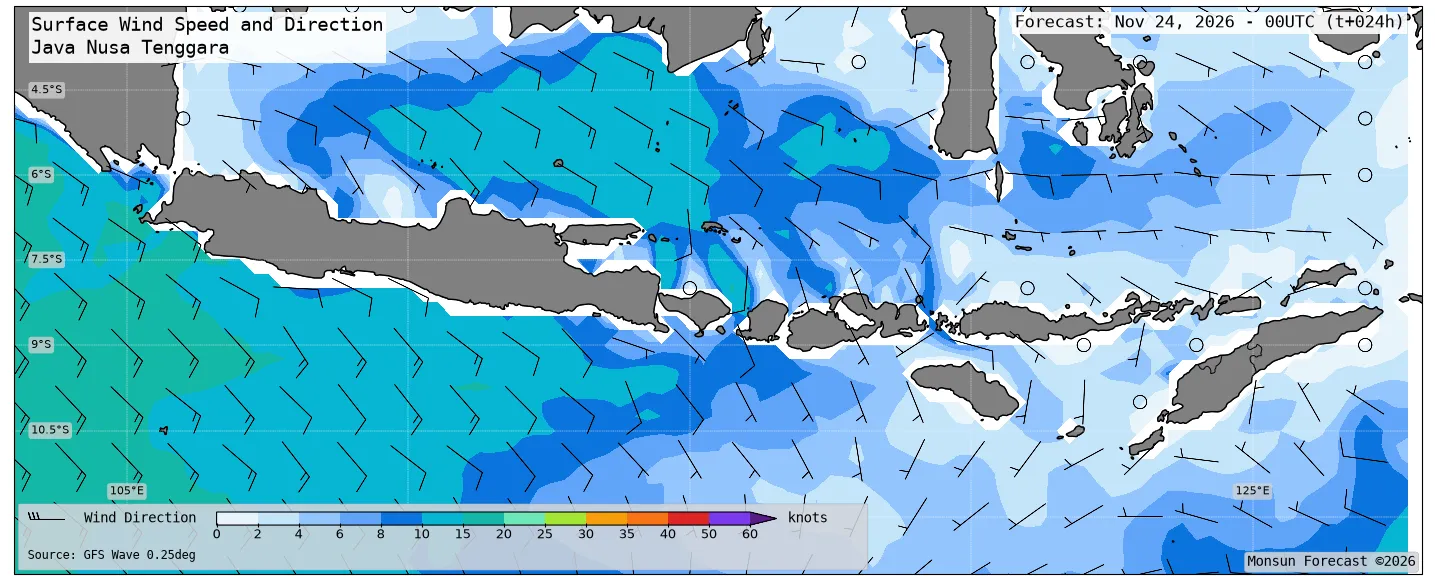 Surface Wind Speed and Direction
Java Nusa Tenggara
Forecast: Nov 24, 2026 - 00UTC (t+024h)
4.5°S
6°S
7.5°S
9°S
10.5°S
105°E
125°E
Wind Direction
0 2 4 6 8 10 15 20 25 30 35 40 50 60
knots
Source: GFS Wave 0.25deg
Monsun Forecast ©2026